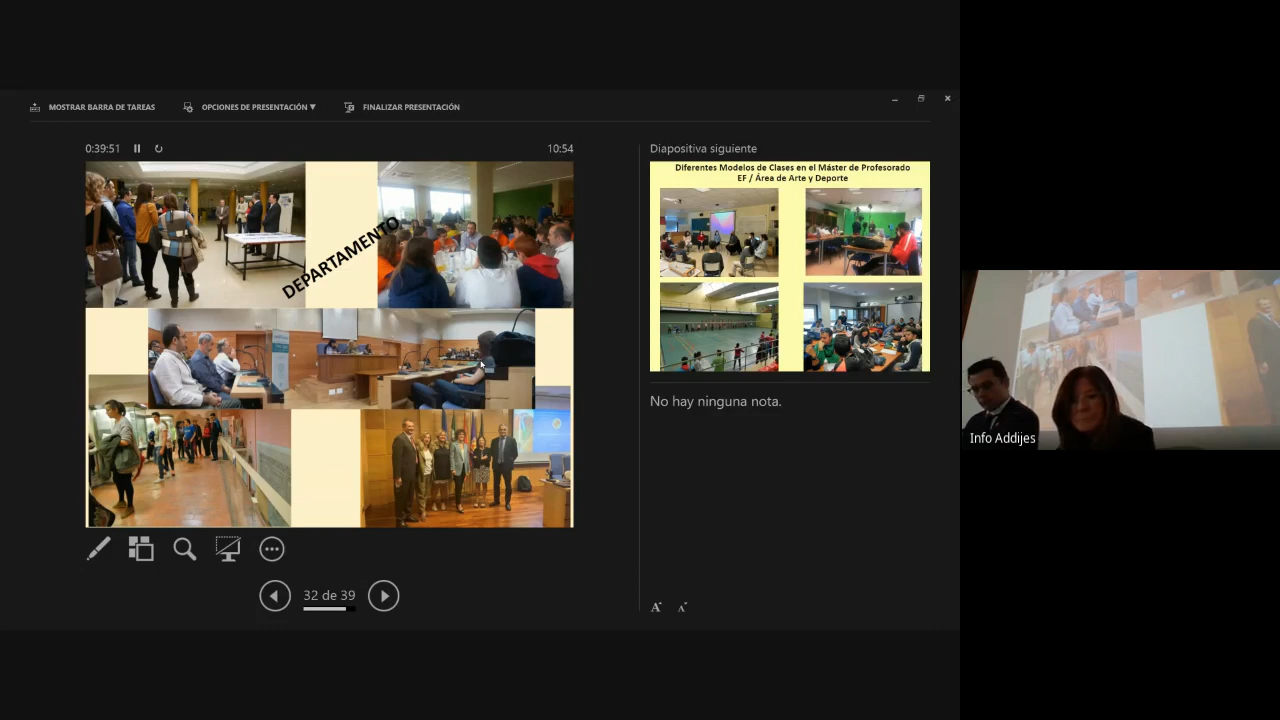 MOSTRAR BARRA DE TAREAS
OPCIONES DE PRESENTACIÓN ▼
FINALIZAR PRESENTACIÓN
0:39:51
10:54
DEPARTAMENTO
32 de 39
Diapositiva siguiente
Diferentes Modelos de Clases en el Máster de Profesorado
EF / Área de Arte y Deporte
No hay ninguna nota.
Info Addijes